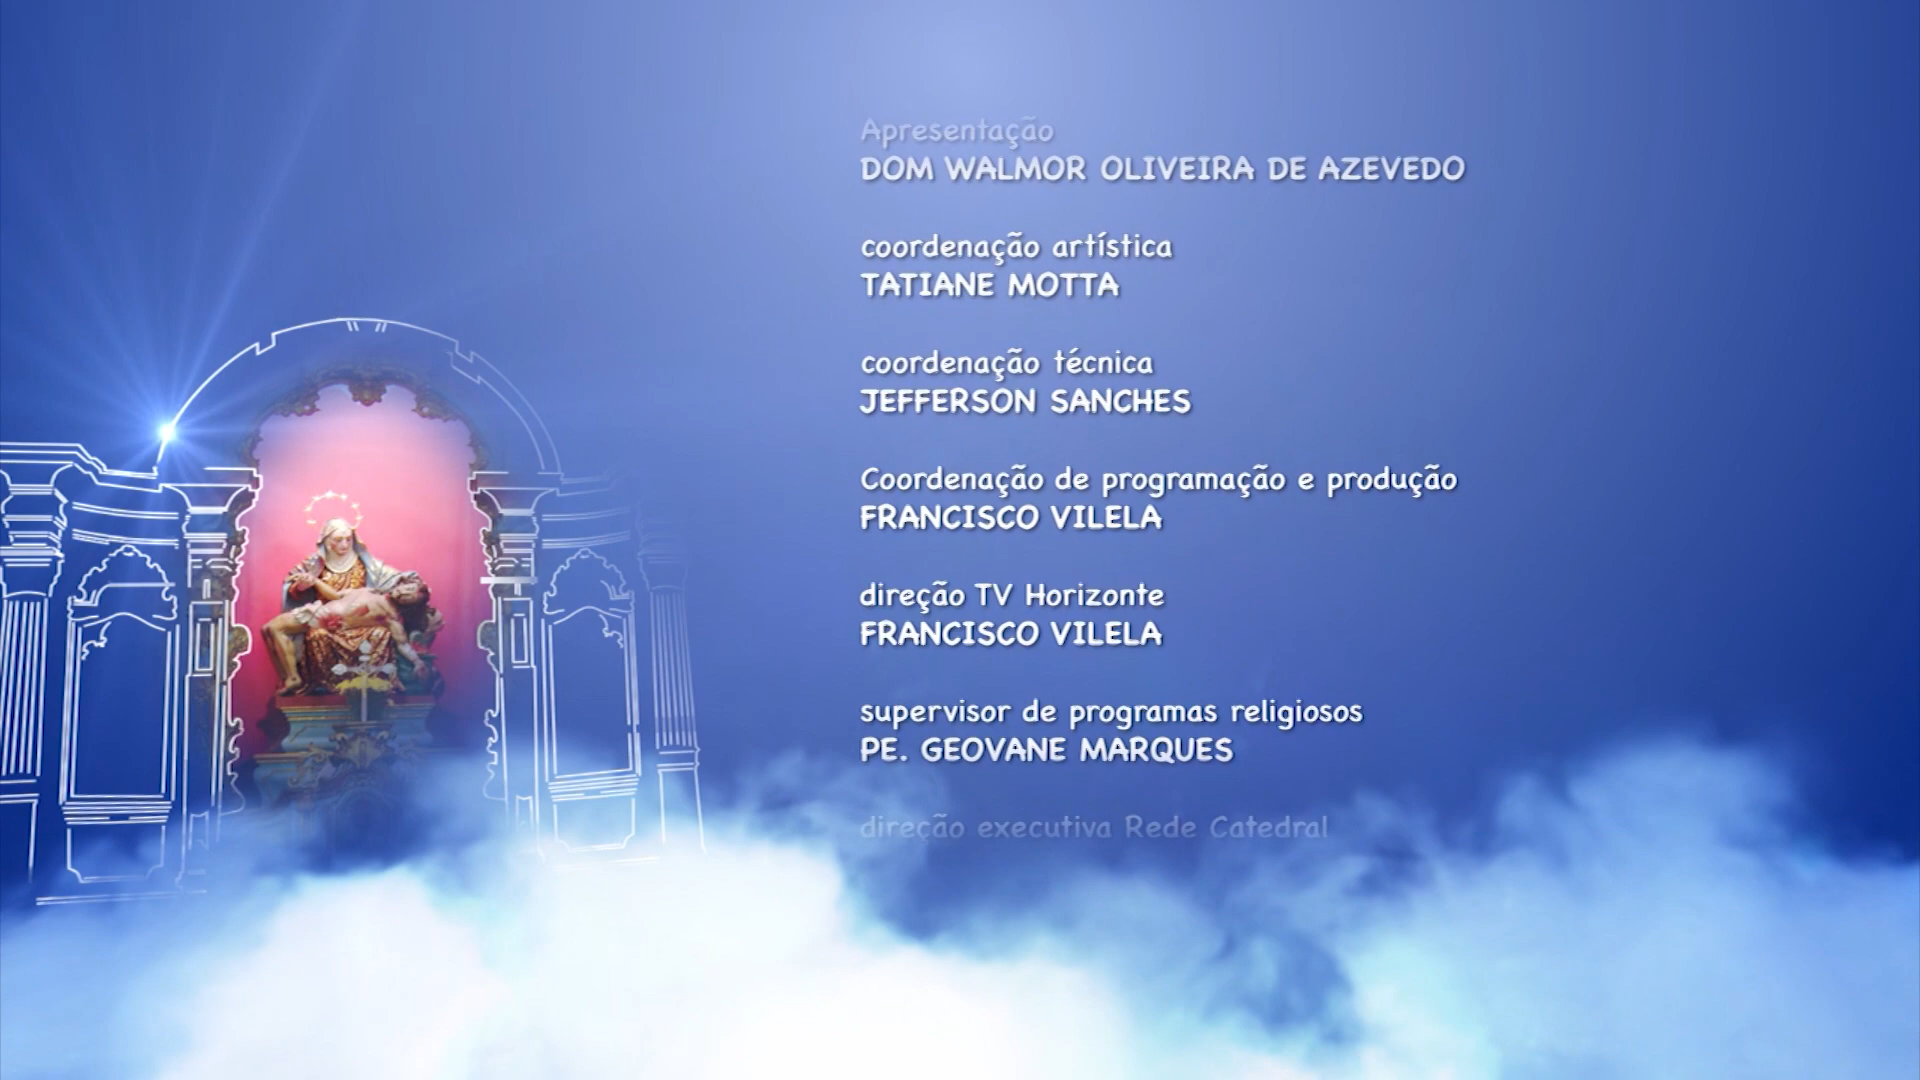 Apresentação
DOM WALMOR OLIVEIRA DE AZEVEDO
coordenação artística
TATIANE MOTTA
coordenação técnica
JEFFERSON SANCHES
Coordenação de programação e produção
FRANCISCO VILELA
direção TV Horizonte
FRANCISCO VILELA
supervisor de programas religiosos
PE. GEOVANE MARQUES
direção executiva Rede Catedral